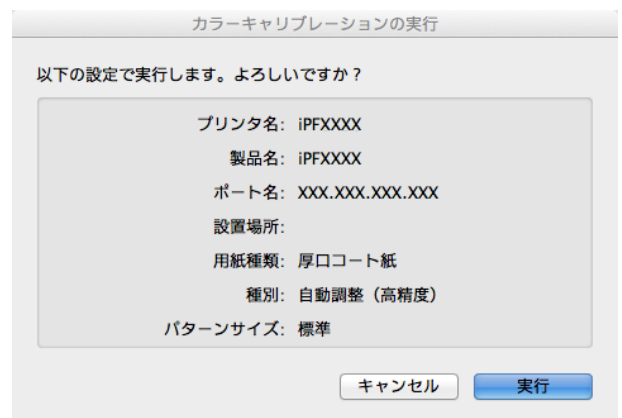 カラーキャリブレーションの実行
以下の設定で実行します。よろしいですか？
プリンタ名: iPFXXXX
製品名: iPFXXXX
ポート名: XXX.XXX.XXX.XXX
設置場所:
用紙種類: 厚口コート紙
種別: 自動調整（高精度）
パターンサイズ: 標準
キャンセル 実行